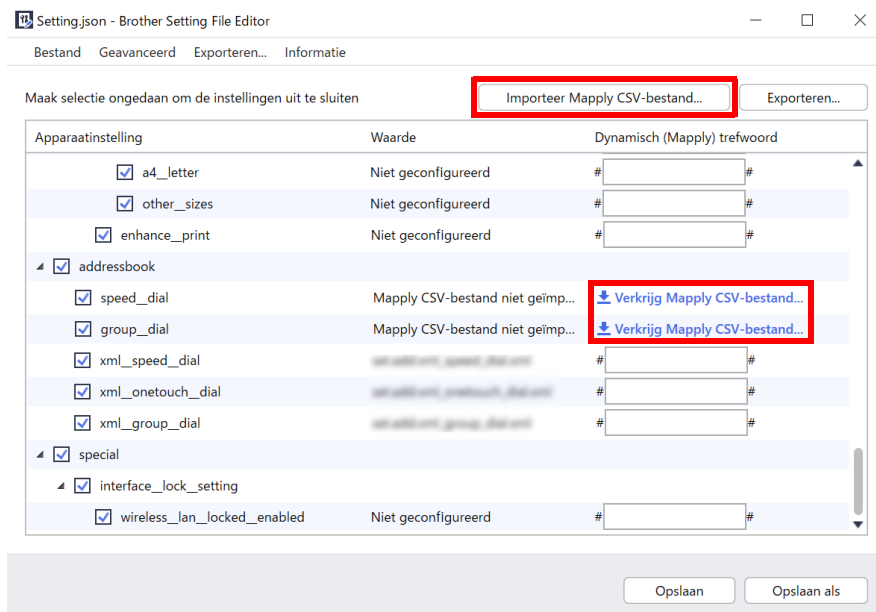 Setting.json - Brother Setting File Editor
Bestand Geavanceerd Exporteren... Informatie
Maak selectie ongedaan om de instellingen uit te sluiten Importeer Mapply CSV-bestand... Exporteren...
Apparaatinstelling Waarde Dynamisch (Mapply) trefwoord
a4__letter Niet geconfigureerd # #
other__sizes Niet geconfigureerd # #
enhance__print Niet geconfigureerd # #
addressbook
speed__dial Mapply CSV-bestand niet geïmp... Verkrijg Mapply CSV-bestand...
group__dial Mapply CSV-bestand niet geïmp... Verkrijg Mapply CSV-bestand...
xml__speed__dial # #
xml__onetouch__dial # #
xml__group__dial # #
special
interface__lock__setting
wireless__lan__locked__enabled Niet geconfigureerd # #
Opslaan Opslaan als